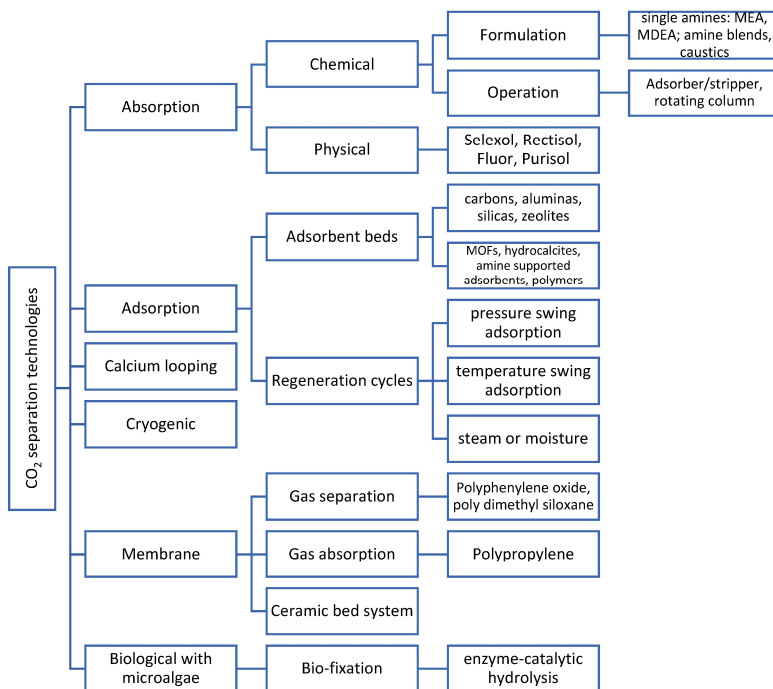 CO2 separation technologies
Absorption
Chemical
Formulation
single amines: MEA,
MDEA; amine blends,
caustics
Operation
Adsorber/stripper,
rotating column
Physical
Selexol, Rectisol,
Fluor, Purisol
Adsorption
Adsorbent beds
carbons, aluminas,
silicas, zeolites
MOFs, hydrocalcites,
amine supported
adsorbents, polymers
Regeneration cycles
pressure swing
adsorption
temperature swing
adsorption
steam or moisture
Calcium looping
Cryogenic
Membrane
Gas separation
Polyphenylene oxide,
poly dimethyl siloxane
Gas absorption
Polypropylene
Ceramic bed system
Biological with
microalgae
Bio-fixation
enzyme-catalytic
hydrolysis